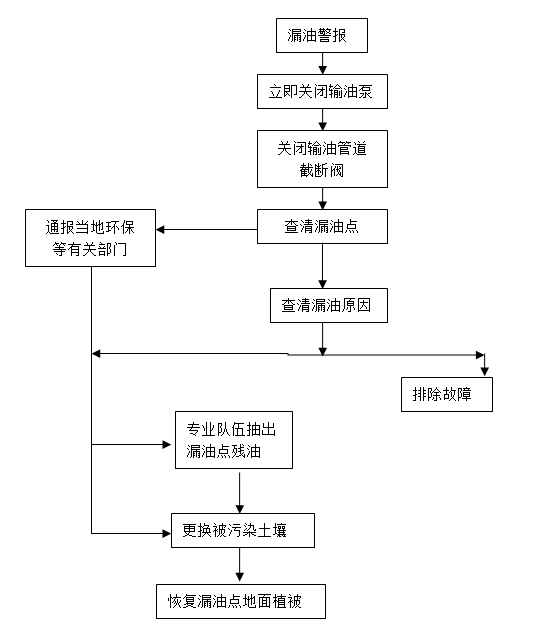 漏油警报
立即关闭输油泵
关闭输油管道
截断阀
通报当地环保
等有关部门
查清漏油点
查清漏油原因
排除故障
专业队伍抽出
漏油点残油
更换被污染土壤
恢复漏油点地面植被